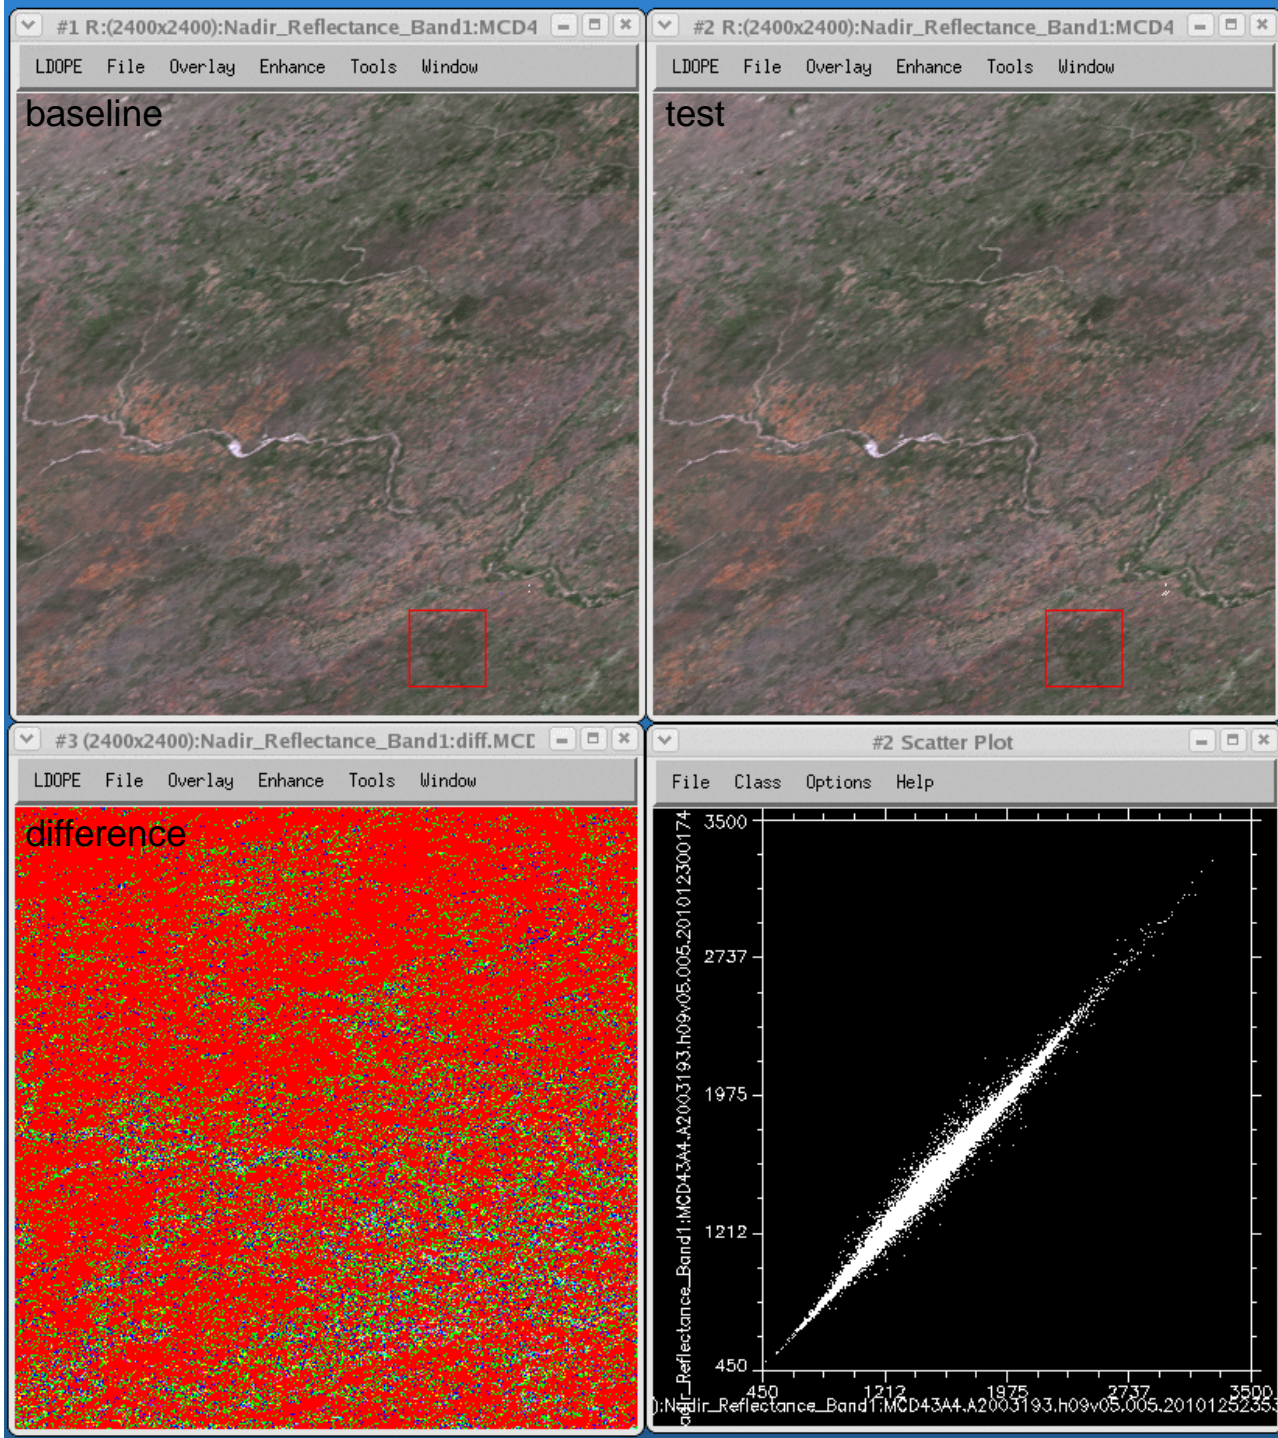 #1 R:(2400x2400):Nadir_Reflectance_Band1:MCD4
LDOPE File Overlay Enhance Tools Window
baseline
#2 R:(2400x2400):Nadir_Reflectance_Band1:MCD4
LDOPE File Overlay Enhance Tools Window
test
#3 (2400x2400):Nadir_Reflectance_Band1:diff.MCD
LDOPE File Overlay Enhance Tools Window
difference
#2 Scatter Plot
File Class Options Help
3500
2737
1975
1212
450
adir_Reflectance_Band1:MCD43A4.A2003193.h09v05.005.201012300174
450 1212 1975 2737 3500
):Nadir_Reflectance_Band1:MCD43A4.A2003193.h09v05.005.20101252353